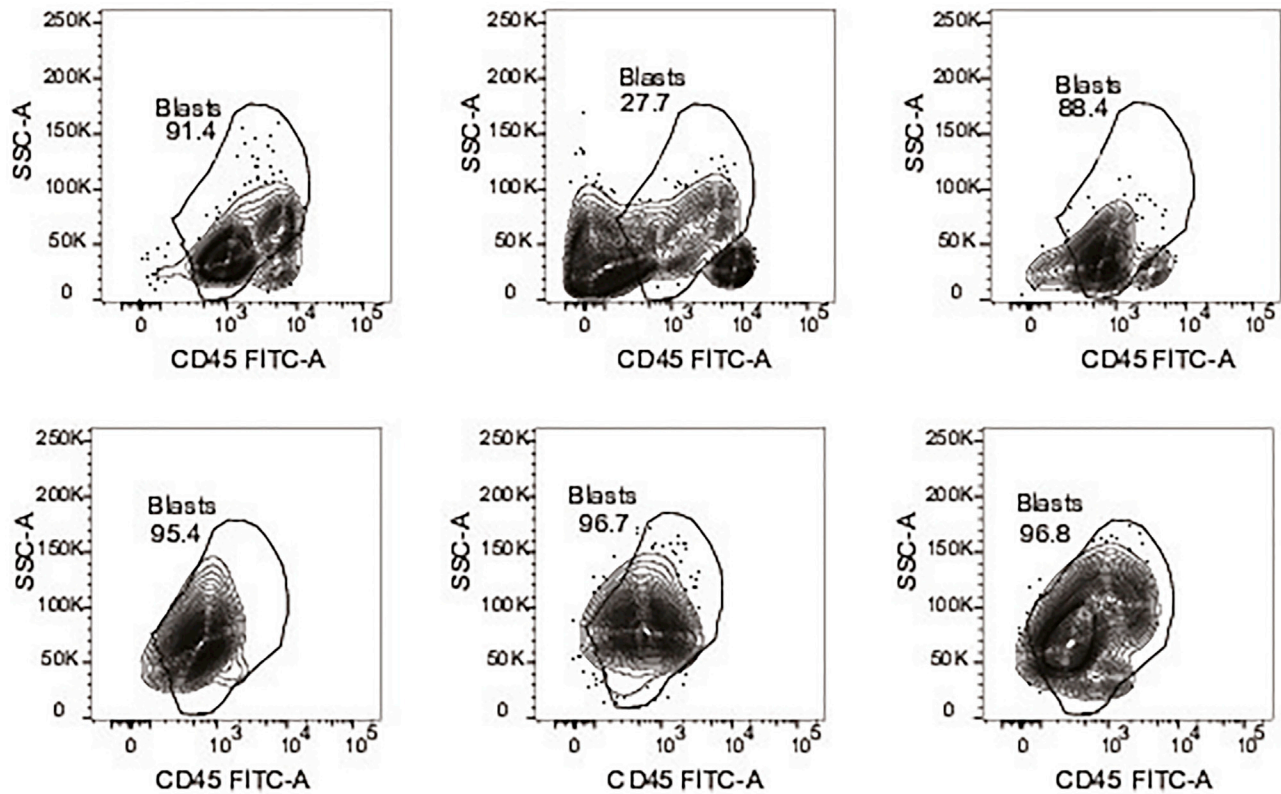 250K
200K
150K
100K
50K
0
SSC-A
Blasts
91.4
0 10³ 10⁴ 10⁵
CD45 FITC-A
250K
200K
150K
100K
50K
0
SSC-A
Blasts
27.7
0 10³ 10⁴ 10⁵
CD45 FITC-A
250K
200K
150K
100K
50K
0
SSC-A
Blasts
88.4
0 10³ 10⁴ 10⁵
CD45 FITC-A
250K
200K
150K
100K
50K
0
SSC-A
Blasts
95.4
0 10³ 10⁴ 10⁵
CD45 FITC-A
250K
200K
150K
100K
50K
0
SSC-A
Blasts
96.7
0 10³ 10⁴ 10⁵
CD45 FITC-A
250K
200K
150K
100K
50K
0
SSC-A
Blasts
96.8
0 10³ 10⁴ 10⁵
CD45 FITC-A